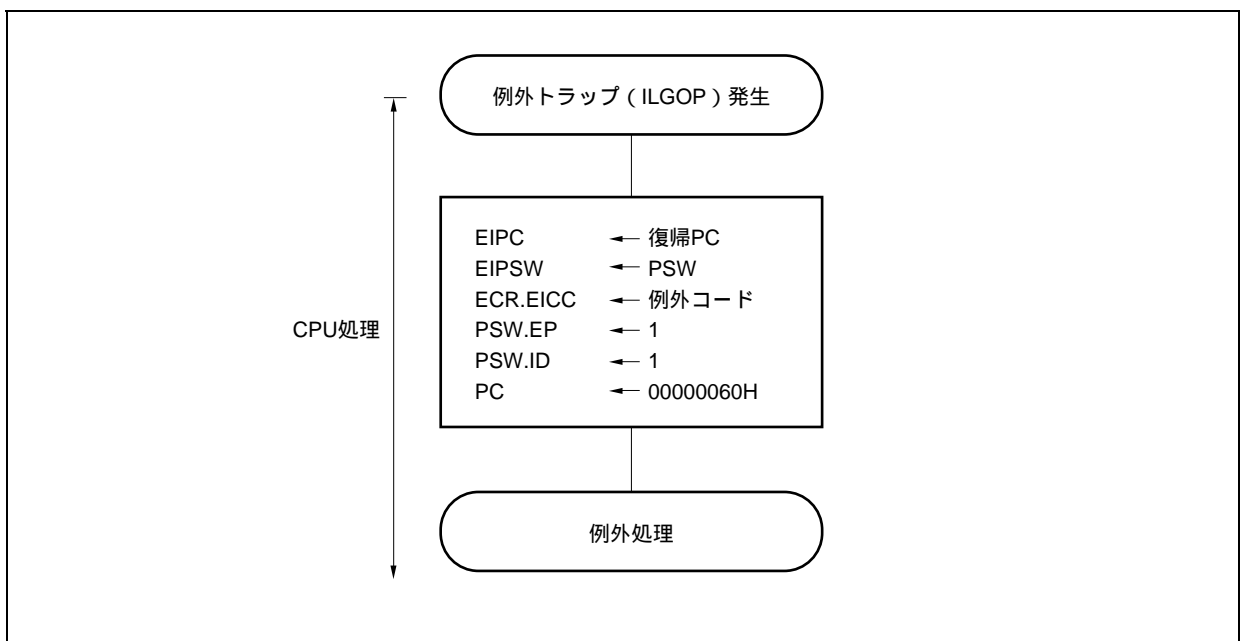 例外トラップ（ILGOP）発生
EIPC ← 復帰PC
EIPSW ← PSW
ECR.EICC ← 例外コード
PSW.EP ← 1
PSW.ID ← 1
PC ← 00000060H
CPU処理
例外処理